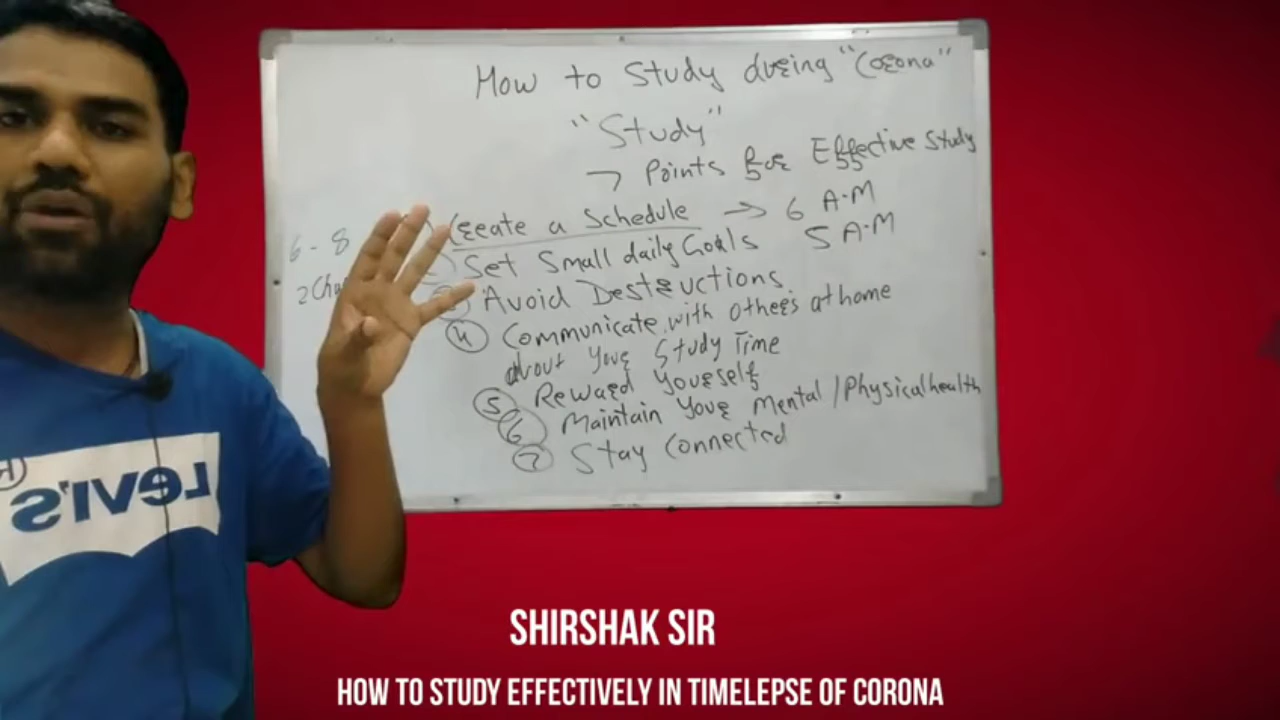 How to Study during "Corona"
"Study"
7 Points for Effective Study
Create a Schedule → 6 A.M
6 - 8
Set Small daily Goals 5 A.M
2
Avoid Destructions
④ Communicate with others at home
about your Study Time
⑤ Reward yourself
⑥ Maintain your Mental / Physical health
⑦ Stay Connected
LEVI'S
SHIRSHAK SIR
HOW TO STUDY EFFECTIVELY IN TIMELEPSE OF CORONA